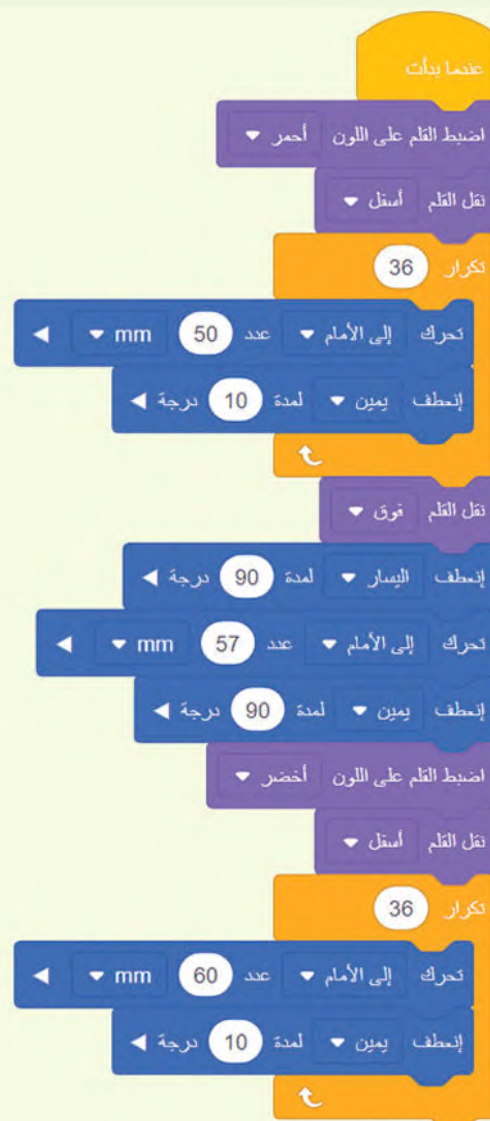 عندما بدأت
اضبط القلم على اللون أحمر
نقل القلم أسفل
تكرار 36
تحرك إلى الأمام عدد 50 mm
إنعطف يمين لمدة 10 درجة
نقل القلم فوق
إنعطف اليسار لمدة 90 درجة
تحرك إلى الأمام عدد 57 mm
إنعطف يمين لمدة 90 درجة
اضبط القلم على اللون أخضر
نقل القلم أسفل
تكرار 36
تحرك إلى الأمام عدد 60 mm
إنعطف يمين لمدة 10 درجة